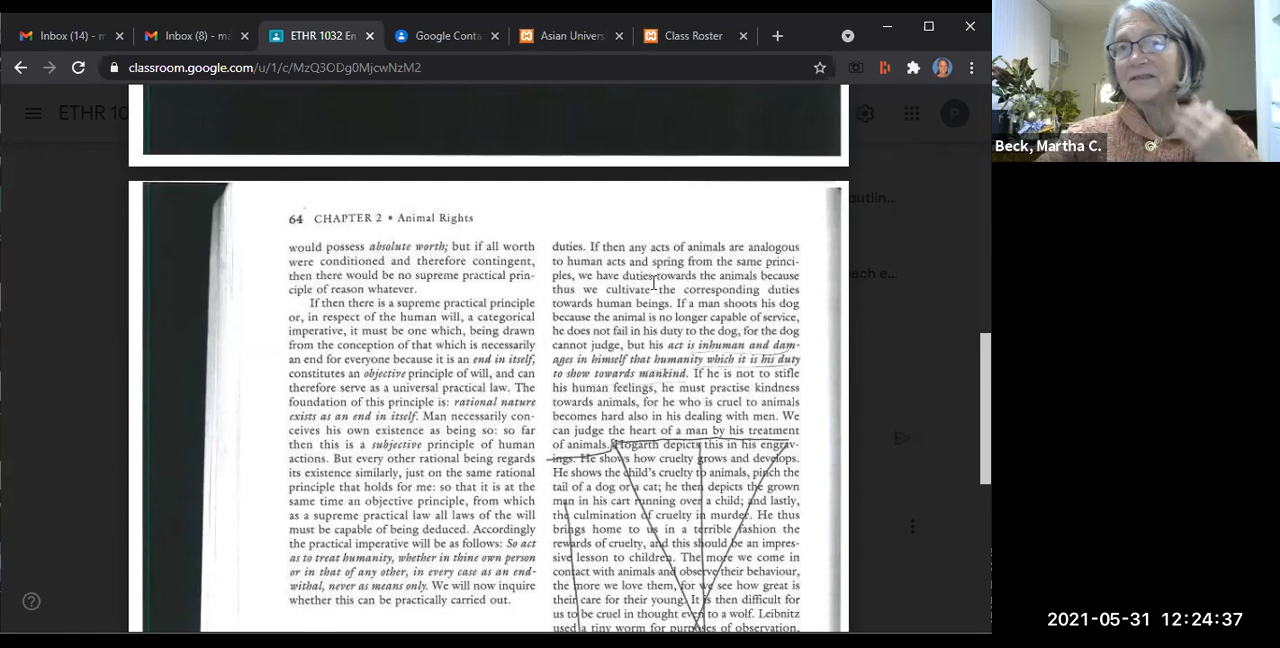 Inbox (14) - m
Inbox (8) - ma
ETHR 1032 En
Google Conta
Asian Univers
Class Roster
classroom.google.com/u/1/c/MzQ3ODg0MjcwNzM2
ETHR 10
P
outlin...
ach e...
64 CHAPTER 2 • Animal Rights
would possess absolute worth; but if all worth
were conditioned and therefore contingent,
then there would be no supreme practical prin-
ciple of reason whatever.
If then there is a supreme practical principle
or, in respect of the human will, a categorical
imperative, it must be one which, being drawn
from the conception of that which is necessarily
an end for everyone because it is an end in itself,
constitutes an objective principle of will, and can
therefore serve as a universal practical law. The
foundation of this principle is: rational nature
exists as an end in itself. Man necessarily con-
ceives his own existence as being so: so far
then this is a subjective principle of human
actions. But every other rational being regards
its existence similarly, just on the same rational
principle that holds for me: so that it is at the
same time an objective principle, from which
as a supreme practical law all laws of the will
must be capable of being deduced. Accordingly
the practical imperative will be as follows: So act
as to treat humanity, whether in thine own person
or in that of any other, in every case as an end-
withal, never as means only. We will now inquire
whether this can be practically carried out.
duties. If then any acts of animals are analogous
to human acts and spring from the same princi-
ples, we have duties towards the animals because
thus we cultivate the corresponding duties
towards human beings. If a man shoots his dog
because the animal is no longer capable of service,
he does not fail in his duty to the dog, for the dog
cannot judge, but his act is inhuman and dam-
ages in himself that humanity which it is his duty
to show towards mankind. If he is not to stifle
his human feelings, he must practise kindness
towards animals, for he who is cruel to animals
becomes hard also in his dealing with men. We
can judge the heart of a man by his treatment
of animals. Hogarth depicts this in his engrav-
ings. He shows how cruelty grows and develops.
He shows the child's cruelty to animals, pinch the
tail of a dog or a cat; he then depicts the grown
man in his cart running over a child; and lastly,
the culmination of cruelty in murder. He thus
brings home to us in a terrible fashion the
rewards of cruelty, and this should be an impres-
sive lesson to children. The more we come in
contact with animals and observe their behaviour,
the more we love them, for we see how great is
their care for their young. It is then difficult for
us to be cruel in thought even to a wolf. Leibnitz
used a tiny worm for purposes of observation,
Beck, Martha C.
2021-05-31 12:24:37